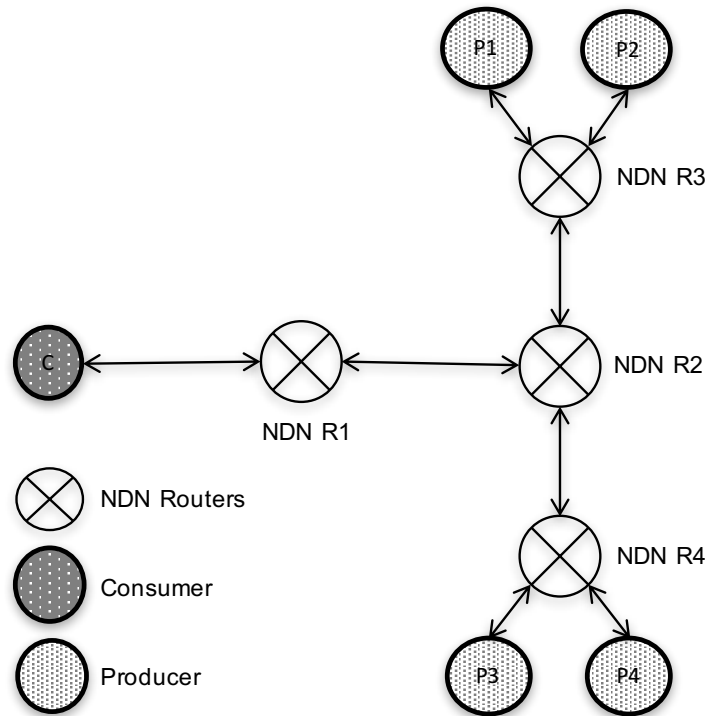 P1
P2
NDN R3
C
NDN R2
NDN R1
NDN Routers
NDN R4
Consumer
P3
P4
Producer